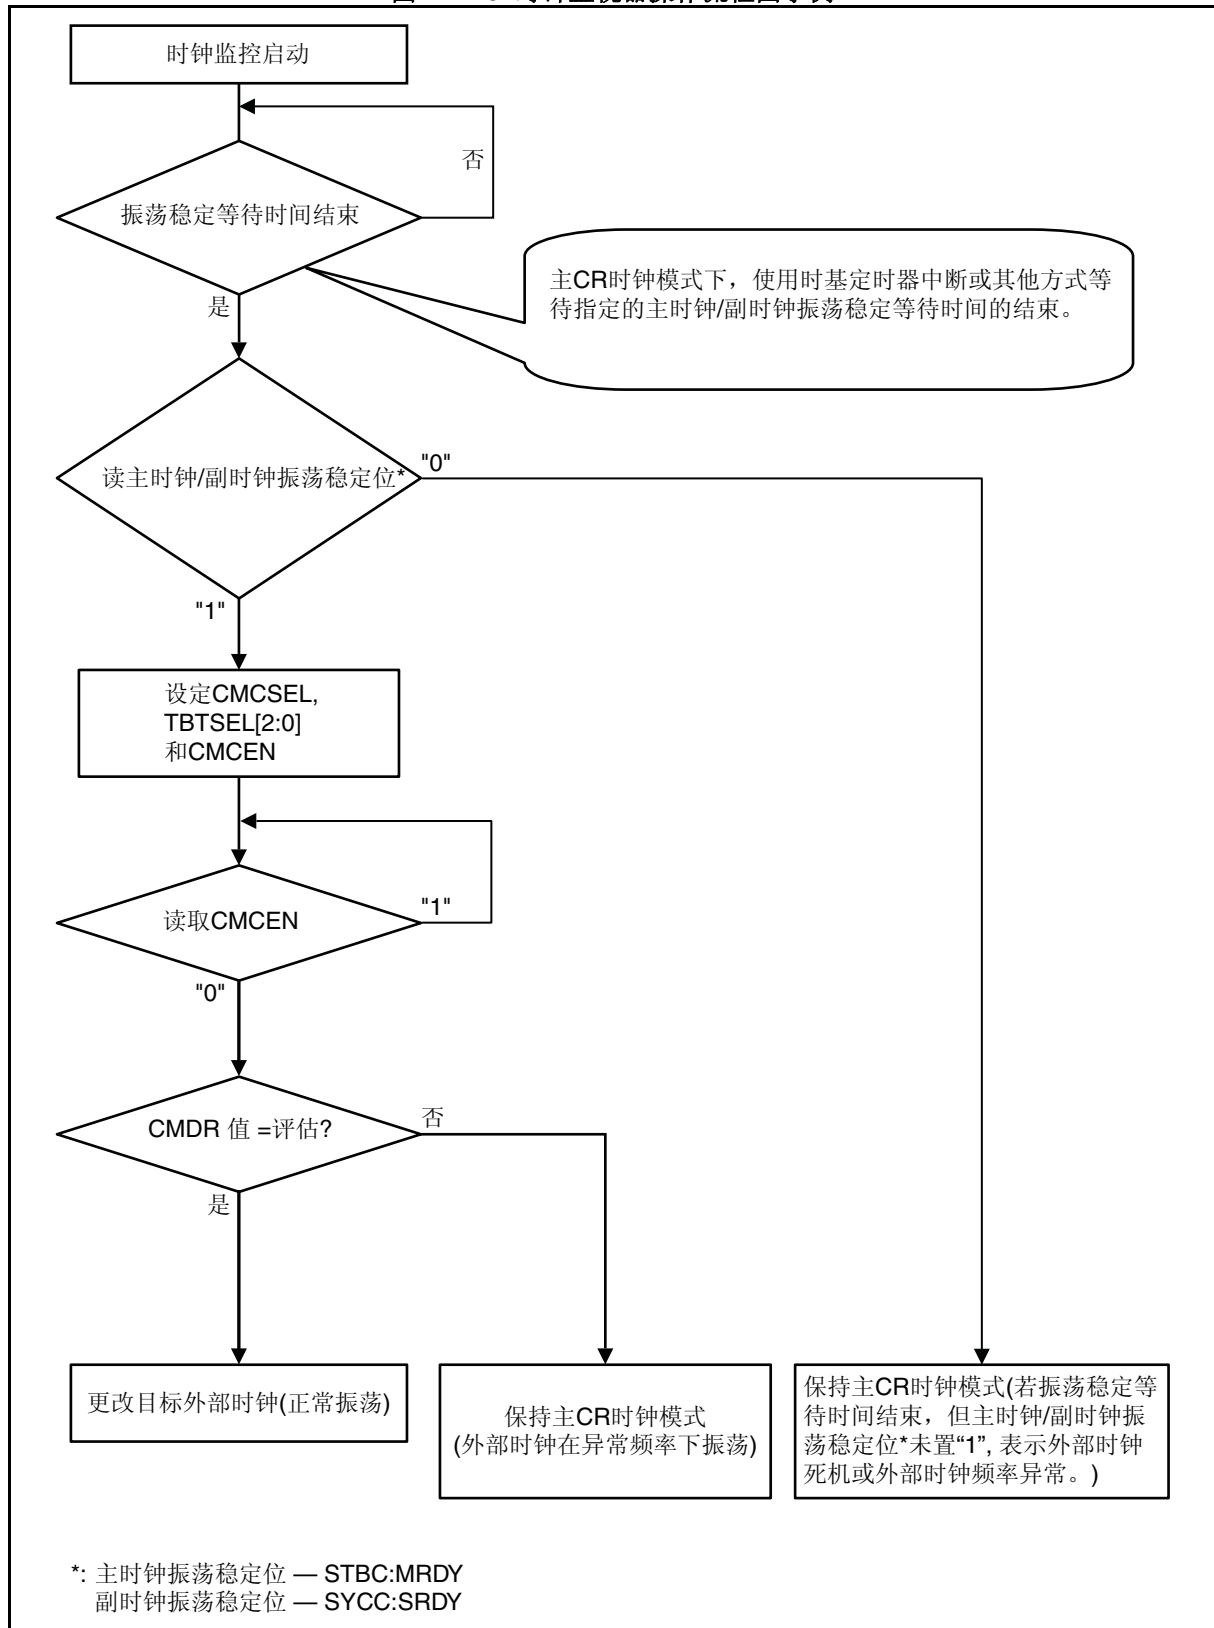 时钟监控启动
否
振荡稳定等待时间结束
主CR时钟模式下，使用时基定时器中断或其他方式等
待指定的主时钟/副时钟振荡稳定等待时间的结束。
是
读主时钟/副时钟振荡稳定位*
"0"
"1"
设定CMCSEL,
TBTSEL[2:0]
和CMCEN
读取CMCEN
"1"
"0"
CMDR 值 =评估?
否
是
更改目标外部时钟(正常振荡)
保持主CR时钟模式
(外部时钟在异常频率下振荡)
保持主CR时钟模式(若振荡稳定等
待时间结束，但主时钟/副时钟振
荡稳定位*未置“1”, 表示外部时钟
死机或外部时钟频率异常。)
*: 主时钟振荡稳定位 — STBC:MRDY
副时钟振荡稳定位 — SYCC:SRDY